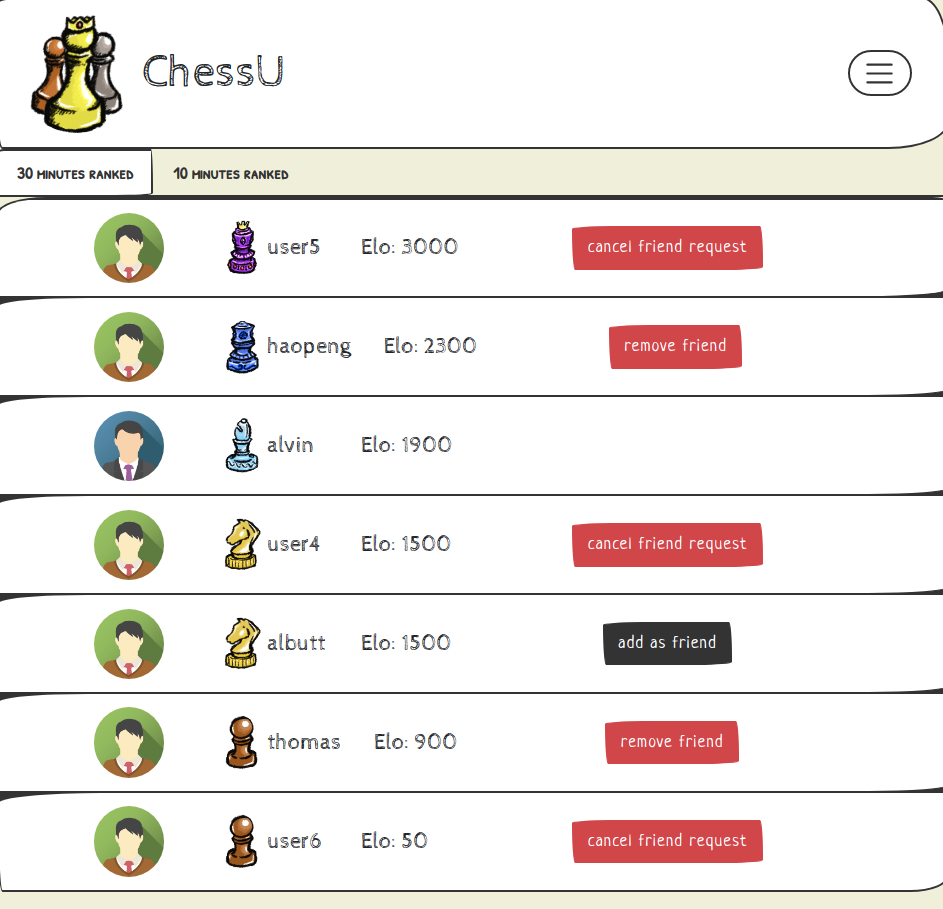 ChessU
30 MINUTES RANKED 10 MINUTES RANKED
user5 Elo: 3000 cancel friend request
haopeng Elo: 2300 remove friend
alvin Elo: 1900
user4 Elo: 1500 cancel friend request
albutt Elo: 1500 add as friend
thomas Elo: 900 remove friend
user6 Elo: 50 cancel friend request